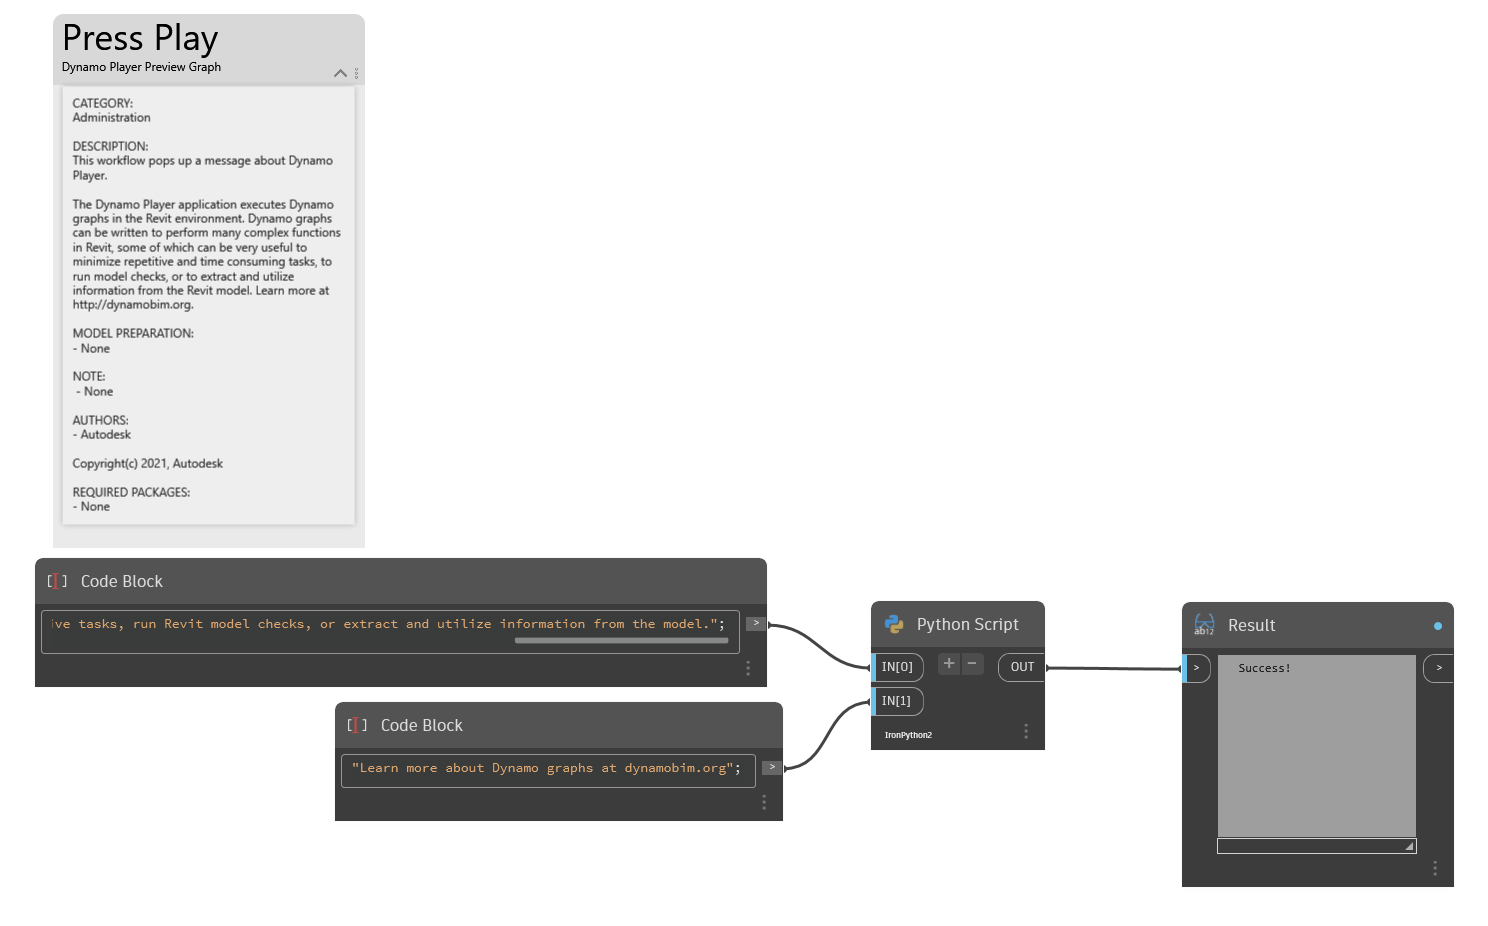 Press Play
Dynamo Player Preview Graph
CATEGORY:
Administration
DESCRIPTION:
This workflow pops up a message about Dynamo
Player.
The Dynamo Player application executes Dynamo
graphs in the Revit environment. Dynamo graphs
can be written to perform many complex functions
in Revit, some of which can be very useful to
minimize repetitive and time consuming tasks, to
run model checks, or to extract and utilize
information from the Revit model. Learn more at
http://dynamobim.org.
MODEL PREPARATION:
- None
NOTE:
- None
AUTHORS:
- Autodesk
Copyright(c) 2021, Autodesk
REQUIRED PACKAGES:
- None
Code Block
ive tasks, run Revit model checks, or extract and utilize information from the model.";
>
Code Block
"Learn more about Dynamo graphs at dynamobim.org";
>
Python Script
IN[0] + - OUT
IN[1]
IronPython2
ab12 Result
> Success! >